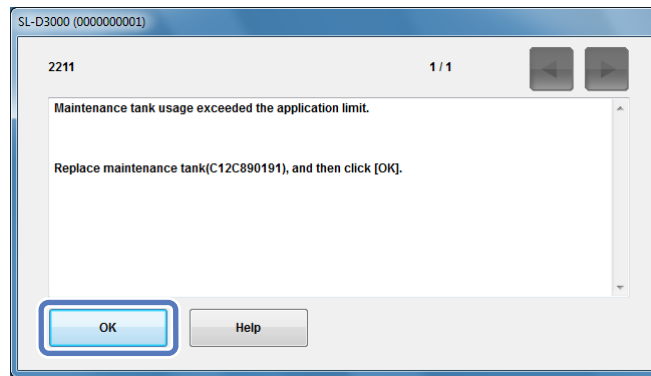 SL-D3000 (0000000001)
2211 1 / 1
Maintenance tank usage exceeded the application limit.
Replace maintenance tank(C12C890191), and then click [OK].
OK Help